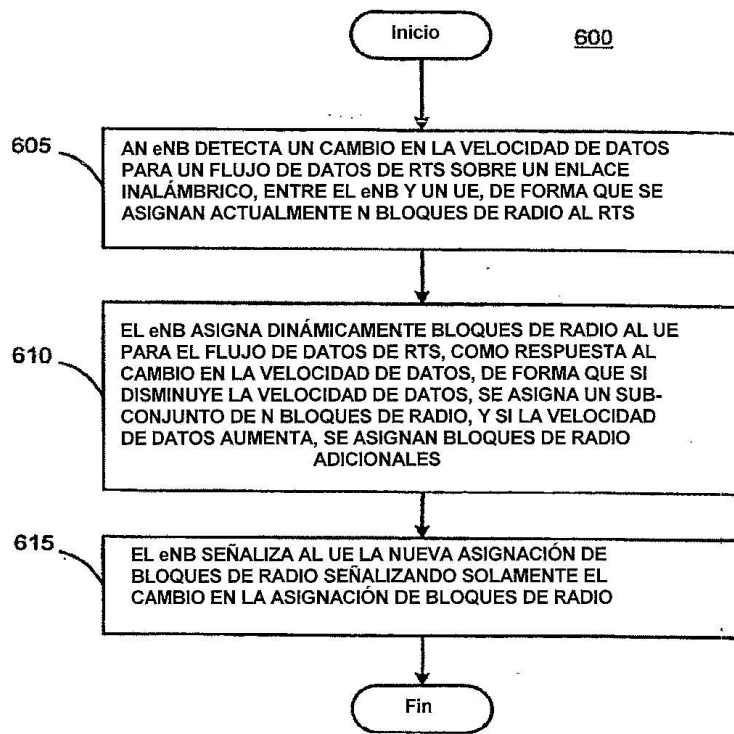 Inicio
600
605
AN eNB DETECTA UN CAMBIO EN LA VELOCIDAD DE DATOS
PARA UN FLUJO DE DATOS DE RTS SOBRE UN ENLACE
INALÁMBRICO, ENTRE EL eNB Y UN UE, DE FORMA QUE SE
ASIGNAN ACTUALMENTE N BLOQUES DE RADIO AL RTS
610
EL eNB ASIGNA DINÁMICAMENTE BLOQUES DE RADIO AL UE
PARA EL FLUJO DE DATOS DE RTS, COMO RESPUESTA AL
CAMBIO EN LA VELOCIDAD DE DATOS, DE FORMA QUE SI
DISMINUYE LA VELOCIDAD DE DATOS, SE ASIGNA UN SUB-
CONJUNTO DE N BLOQUES DE RADIO, Y SI LA VELOCIDAD
DE DATOS AUMENTA, SE ASIGNAN BLOQUES DE RADIO
ADICIONALES
615
EL eNB SEÑALIZA AL UE LA NUEVA ASIGNACIÓN DE
BLOQUES DE RADIO SEÑALIZANDO SOLAMENTE EL
CAMBIO EN LA ASIGNACIÓN DE BLOQUES DE RADIO
Fin